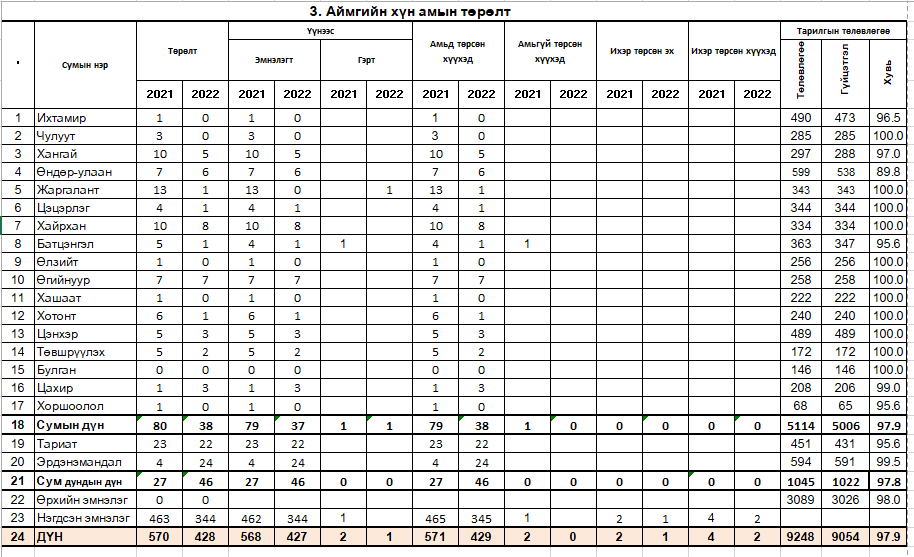 3. Аймгийн хүн амын төрөлт
Сумын нэр Төрөлт Үүнээс Амьд төрсөн хүүхэд Амьгүй төрсөн хүүхэд Ихэр төрсөн эх Ихэр төрсөн хүүхэд Тарилгын төлөвлөгөө
Эмнэлэгт Гэрт Төлөвлөгөө Гүйцэтгэл Хувь
2021 2022 2021 2022 2021 2022 2021 2022 2021 2022 2021 2022 2021 2022
1 Ихтамир 1 0 1 0 1 0 490 473 96.5
2 Чулуут 3 0 3 0 3 0 285 285 100.0
3 Хангай 10 5 10 5 10 5 297 288 97.0
4 Өндөр-улаан 7 6 7 6 7 6 599 538 89.8
5 Жаргалант 13 1 13 0 1 13 1 343 343 100.0
6 Цэцэрлэг 4 1 4 1 4 1 344 344 100.0
7 Хайрхан 10 8 10 8 10 8 334 334 100.0
8 Батцэнгэл 5 1 4 1 1 4 1 1 363 347 95.6
9 Өлзийт 1 0 1 0 1 0 256 256 100.0
10 Өгийнуур 7 7 7 7 7 7 258 258 100.0
11 Хашаат 1 0 1 0 1 0 222 222 100.0
12 Хотонт 6 1 6 1 6 1 240 240 100.0
13 Цэнхэр 5 3 5 3 5 3 489 489 100.0
14 Төвшрүүлэх 5 2 5 2 5 2 172 172 100.0
15 Булган 0 0 0 0 0 0 146 146 100.0
16 Цахир 1 3 1 3 1 3 208 206 99.0
17 Хоршоолол 1 0 1 0 1 0 68 65 95.6
18 Сумын дүн 80 38 79 37 1 1 79 38 1 0 0 0 0 0 5114 5006 97.9
19 Тариат 23 22 23 22 23 22 451 431 95.6
20 Эрдэнэмандал 4 24 4 24 4 24 594 591 99.5
21 Сум дундын дүн 27 46 27 46 0 0 27 46 0 0 0 0 0 0 1045 1022 97.8
22 Өрхийн эмнэлэг 0 0 3089 3026 98.0
23 Нэгдсэн эмнэлэг 463 344 462 344 1 465 345 1 2 1 4 2
24 ДҮН 570 428 568 427 2 1 571 429 2 0 2 1 4 2 9248 9054 97.9